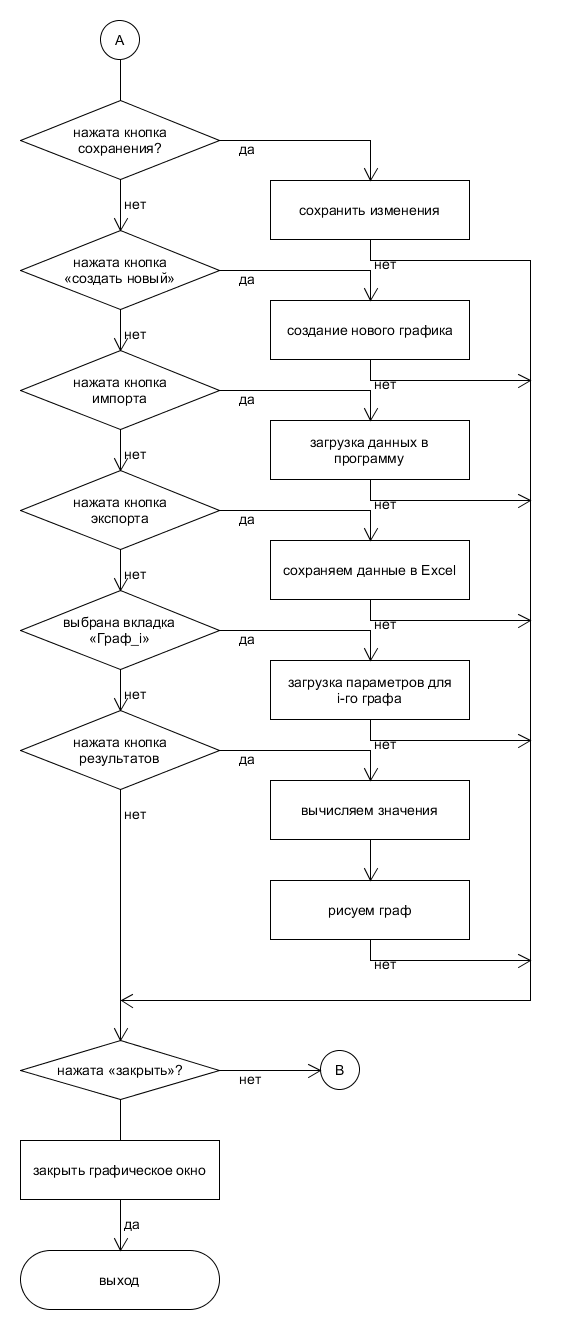 A
нажата кнопка
сохранения?
да
нет
сохранить изменения
нет
нажата кнопка
«создать новый»
да
нет
создание нового графика
нет
нажата кнопка
импорта
да
нет
загрузка данных в
программу
нет
нажата кнопка
экспорта
да
нет
сохраняем данные в Excel
нет
выбрана вкладка
«Граф_i»
да
нет
загрузка параметров для
i-го графа
нет
нажата кнопка
результатов
да
нет
вычисляем значения
рисуем граф
нет
нажата «закрыть»?
нет
B
закрыть графическое окно
да
выход